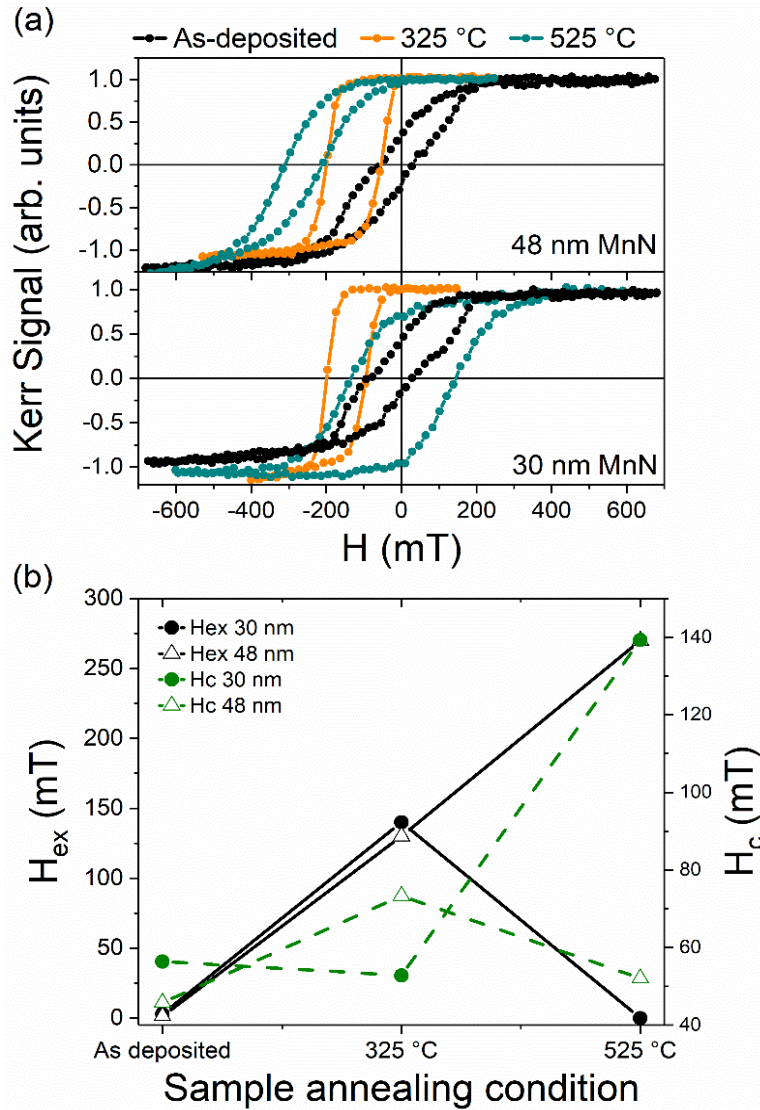 (a)
As-deposited 325 °C 525 °C
1.0
0.5
0.0
-0.5
-1.0
48 nm MnN
1.0
0.5
0.0
-0.5
-1.0
30 nm MnN
Kerr Signal (arb. units)
-600 -400 -200 0 200 400 600
H (mT)
(b)
300
250
200
150
100
50
0
Hex 30 nm
Hex 48 nm
Hc 30 nm
Hc 48 nm
140
120
100
80
60
40
Hex (mT)
Hc (mT)
As deposited 325 °C 525 °C
Sample annealing condition